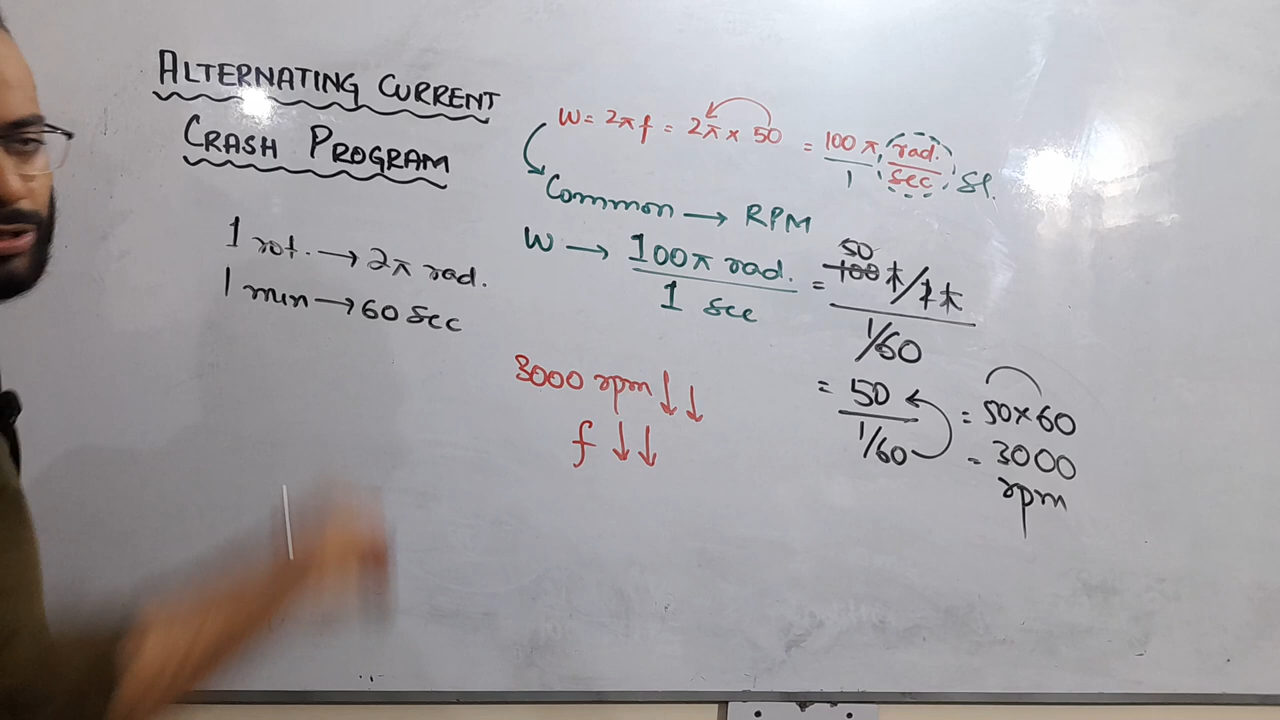 ALTERNATING CURRENT
CRASH PROGRAM
1 rot. → 2π rad.
1 min → 60 Sec
W = 2πf = 2π × 50 = 100π/1 rad./sec SI.
Common → RPM
W → 100π rad./1 Sec = 50 100π/2π / 1/60
= 50 / 1/60 = 50×60
= 3000
rpm
3000 rpm ↓↓
f ↓↓